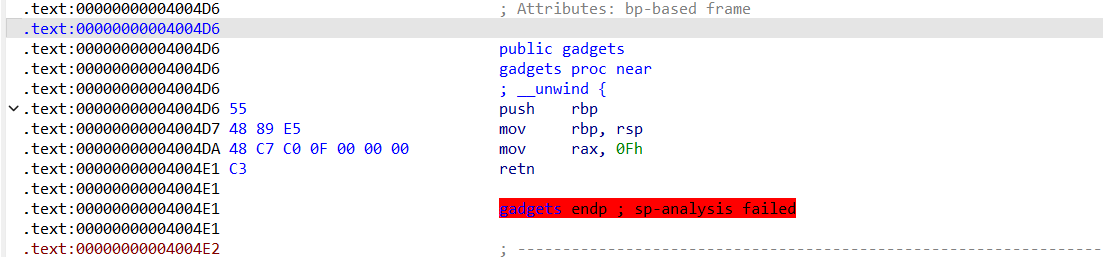 .text:00000000004004D6 ; Attributes: bp-based frame
.text:00000000004004D6
.text:00000000004004D6 public gadgets
.text:00000000004004D6 gadgets proc near
.text:00000000004004D6 ; __unwind {
.text:00000000004004D6 55 push rbp
.text:00000000004004D7 48 89 E5 mov rbp, rsp
.text:00000000004004DA 48 C7 C0 0F 00 00 00 mov rax, 0Fh
.text:00000000004004E1 C3 retn
.text:00000000004004E1
.text:00000000004004E1 gadgets endp ; sp-analysis failed
.text:00000000004004E1
.text:00000000004004E2 ; ---------------------------------------------------------------------------